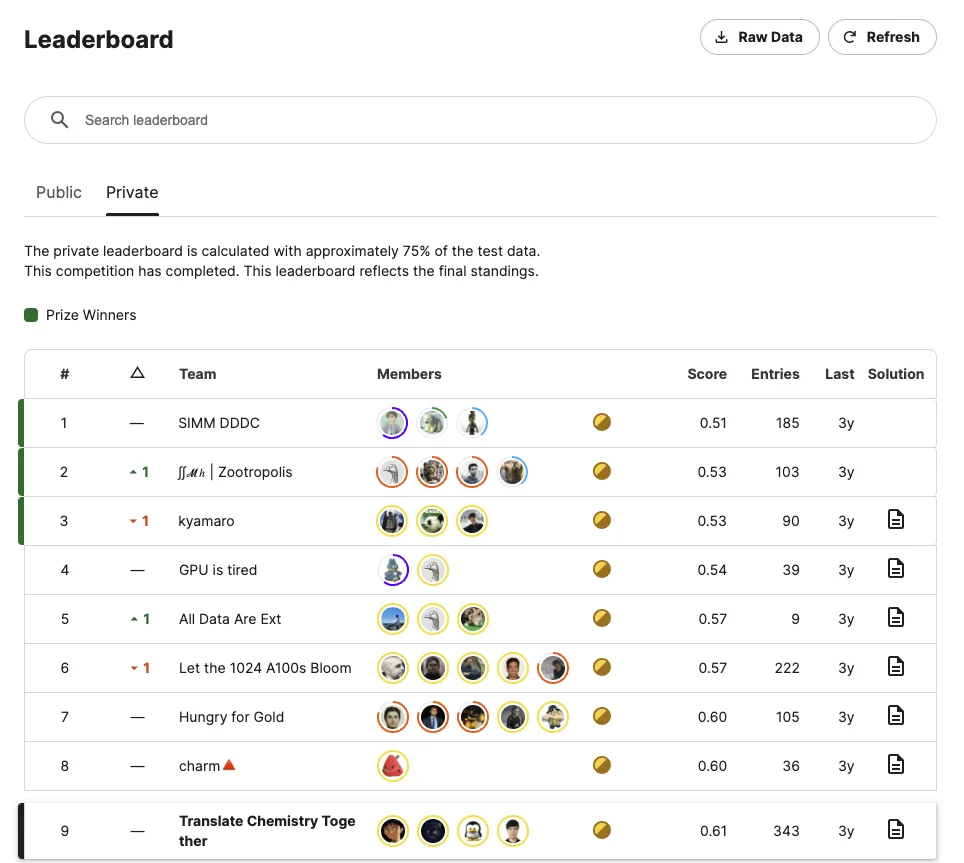 Leaderboard
Raw Data
Refresh
Search leaderboard
Public Private
The private leaderboard is calculated with approximately 75% of the test data.
This competition has completed. This leaderboard reflects the final standings.
Prize Winners
# △ Team Members Score Entries Last Solution
1 — SIMM DDDC 0.51 185 3y
2 1 ∬ℳℎ | Zootropolis 0.53 103 3y
3 1 kyamaro 0.53 90 3y
4 — GPU is tired 0.54 39 3y
5 1 All Data Are Ext 0.57 9 3y
6 1 Let the 1024 A100s Bloom 0.57 222 3y
7 — Hungry for Gold 0.60 105 3y
8 — charm🔺 0.60 36 3y
9 — Translate Chemistry Toge 0.61 343 3y
ther